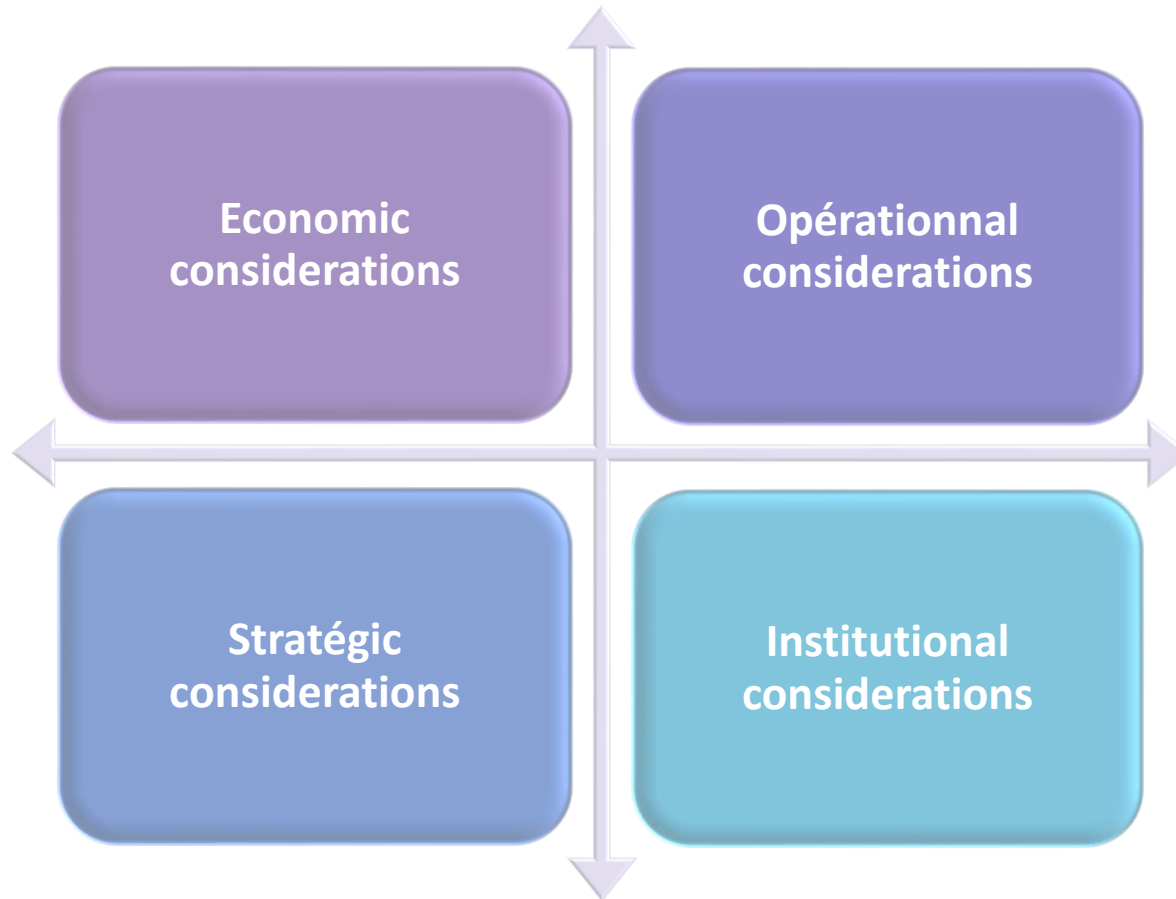 Economic
considerations
Opérationnal
considerations
Stratégic
considerations
Institutional
considerations